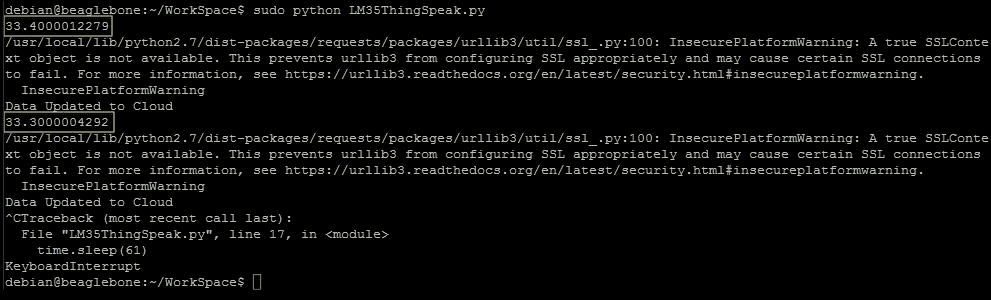 debian@beaglebone:~/WorkSpace$ sudo python LM35ThingSpeak.py
33.4000012279
/usr/local/lib/python2.7/dist-packages/requests/packages/urllib3/util/ssl_.py:100: InsecurePlatformWarning: A true SSLConte
xt object is not available. This prevents urllib3 from configuring SSL appropriately and may cause certain SSL connections
to fail. For more information, see https://urllib3.readthedocs.org/en/latest/security.html#insecureplatformwarning.
  InsecurePlatformWarning
Data Updated to Cloud
33.3000004292
/usr/local/lib/python2.7/dist-packages/requests/packages/urllib3/util/ssl_.py:100: InsecurePlatformWarning: A true SSLConte
xt object is not available. This prevents urllib3 from configuring SSL appropriately and may cause certain SSL connections
to fail. For more information, see https://urllib3.readthedocs.org/en/latest/security.html#insecureplatformwarning.
  InsecurePlatformWarning
Data Updated to Cloud
^CTraceback (most recent call last):
  File "LM35ThingSpeak.py", line 17, in <module>
    time.sleep(61)
KeyboardInterrupt
debian@beaglebone:~/WorkSpace$